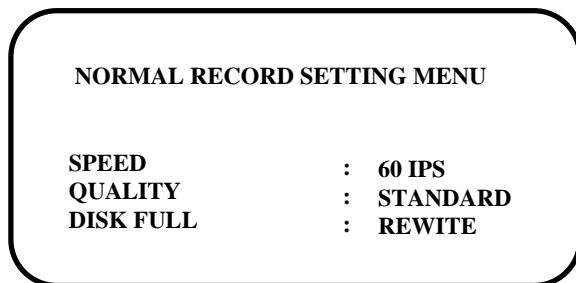 NORMAL RECORD SETTING MENU
SPEED : 60 IPS
QUALITY : STANDARD
DISK FULL : REWITE